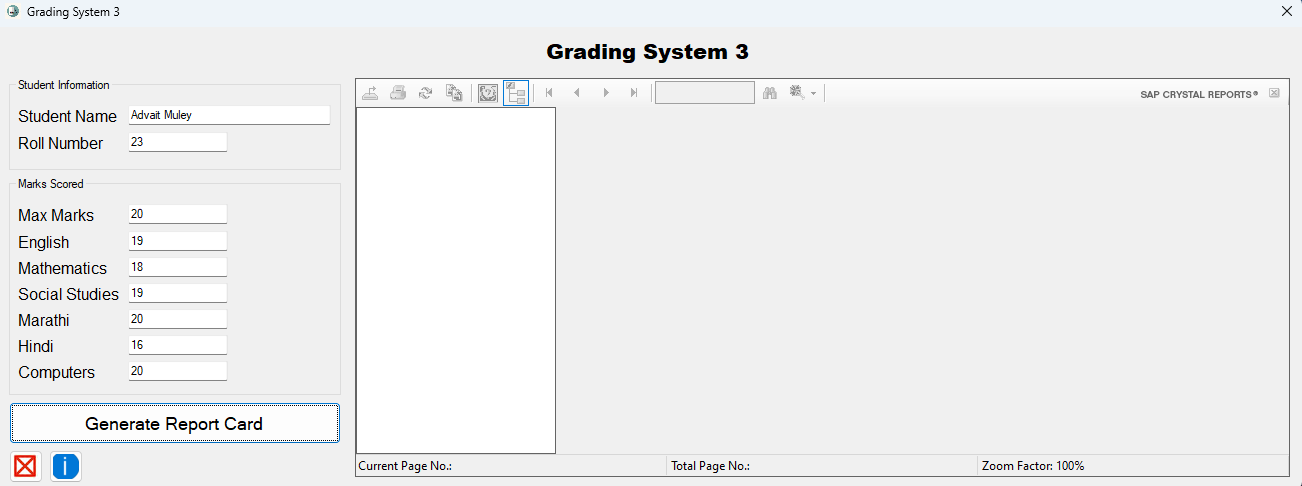 Grading System 3
Grading System 3
Student Information
Student Name Advait Muley
Roll Number 23
Marks Scored
Max Marks 20
English 19
Mathematics 18
Social Studies 19
Marathi 20
Hindi 16
Computers 20
Generate Report Card
i
SAP CRYSTAL REPORTS®
Current Page No.: Total Page No.: Zoom Factor: 100%